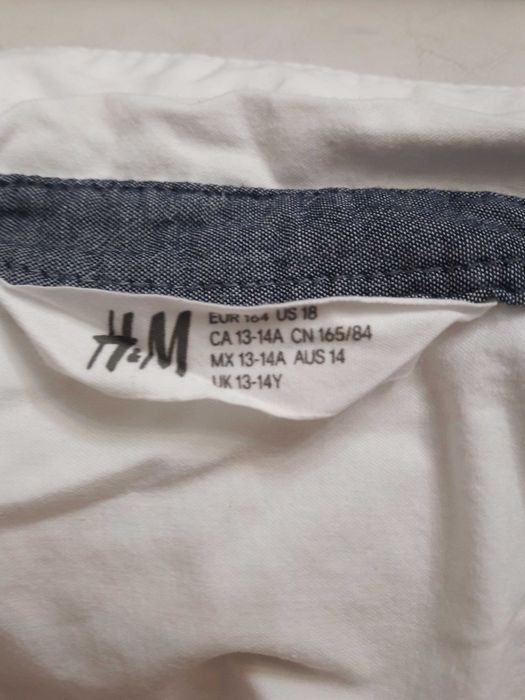 H&M
EUR 164 US 18
CA 13-14A CN 165/84
MX 13-14A AUS 14
UK 13-14Y